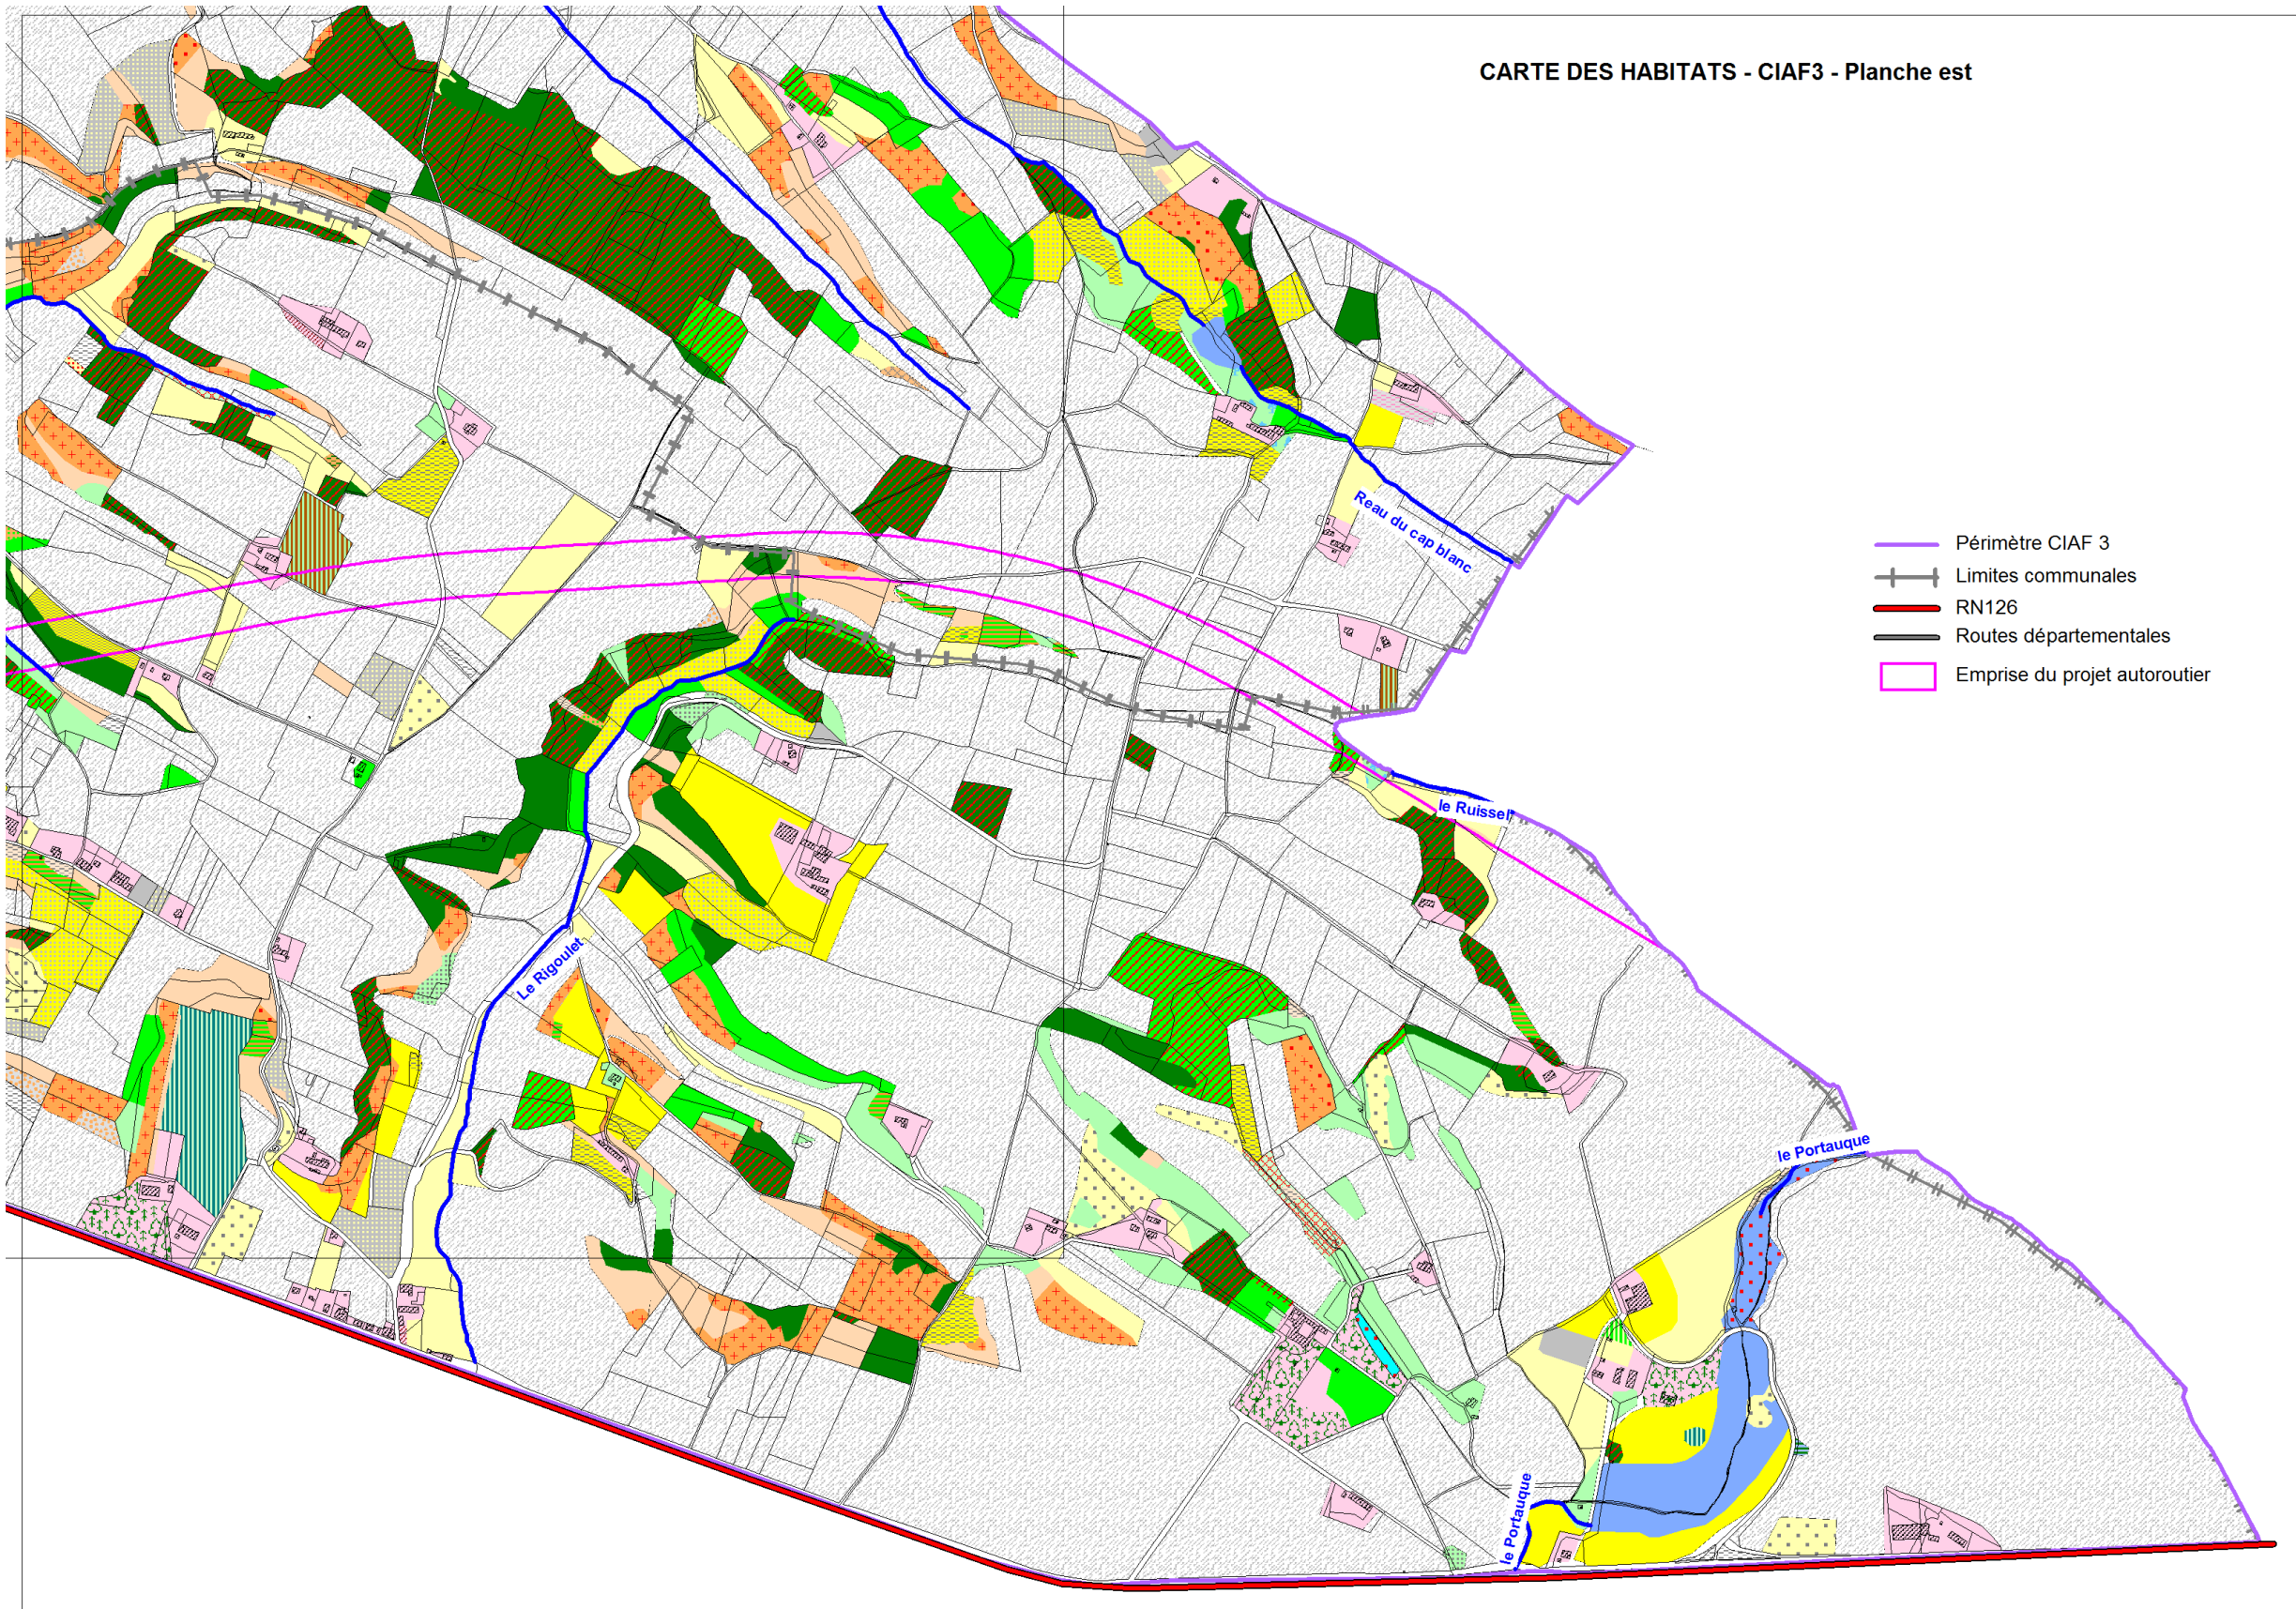 CARTE DES HABITATS - CIAF3 - Planche est
Reau du cap blanc
Périmètre CIAF 3
Limites communales
RN126
Routes départementales
Emprise du projet autoroutier
le Ruissel
Le Rigoulet
le Portauque
le Portauque